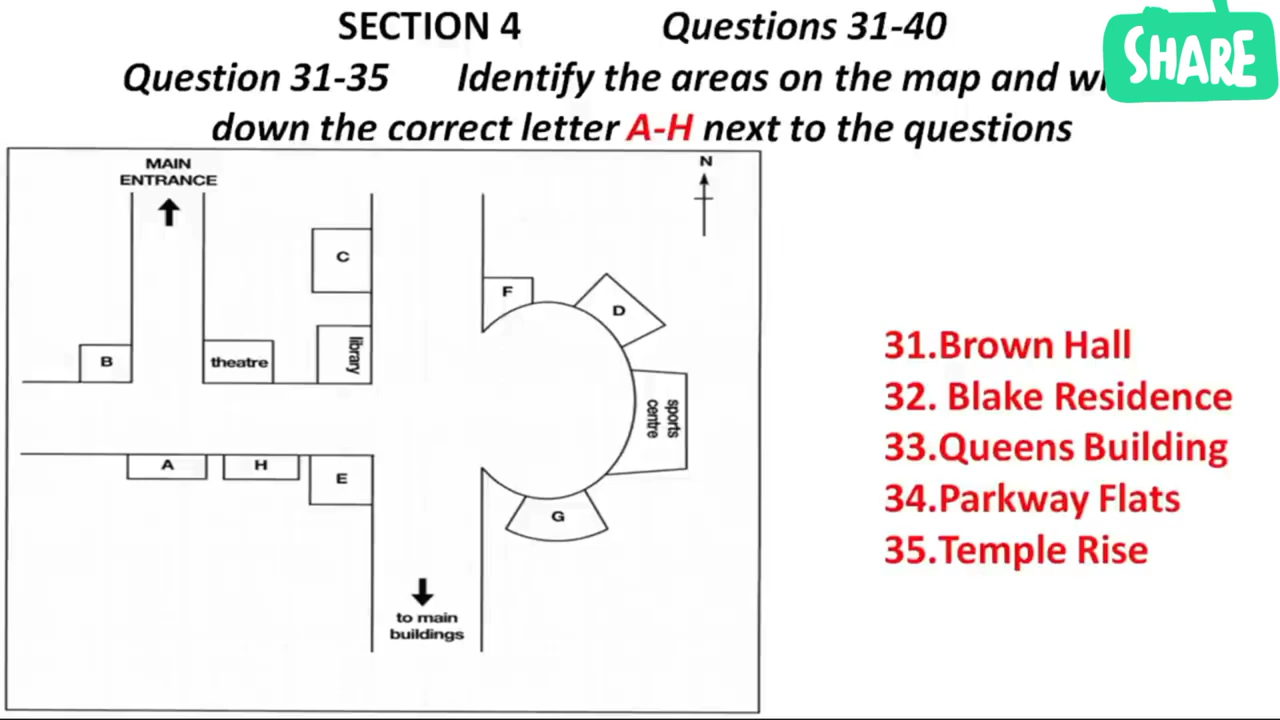 SECTION 4 Questions 31-40
SHARE
Question 31-35 Identify the areas on the map and
down the correct letter A-H next to the questions
MAIN
ENTRANCE
N
C
F
D
B
theatre
library
sports
centre
A
H
E
G
to main
buildings
31.Brown Hall
32. Blake Residence
33.Queens Building
34.Parkway Flats
35.Temple Rise